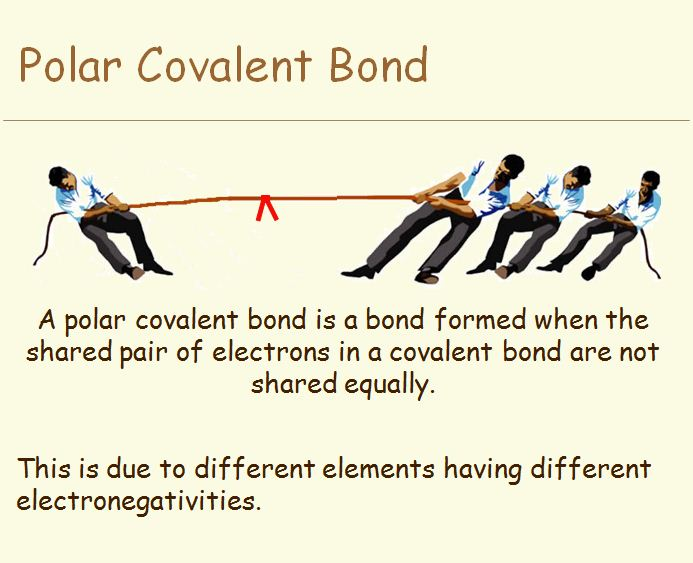 Polar Covalent Bond
A polar covalent bond is a bond formed when the
shared pair of electrons in a covalent bond are not
shared equally.
This is due to different elements having different
electronegativities.